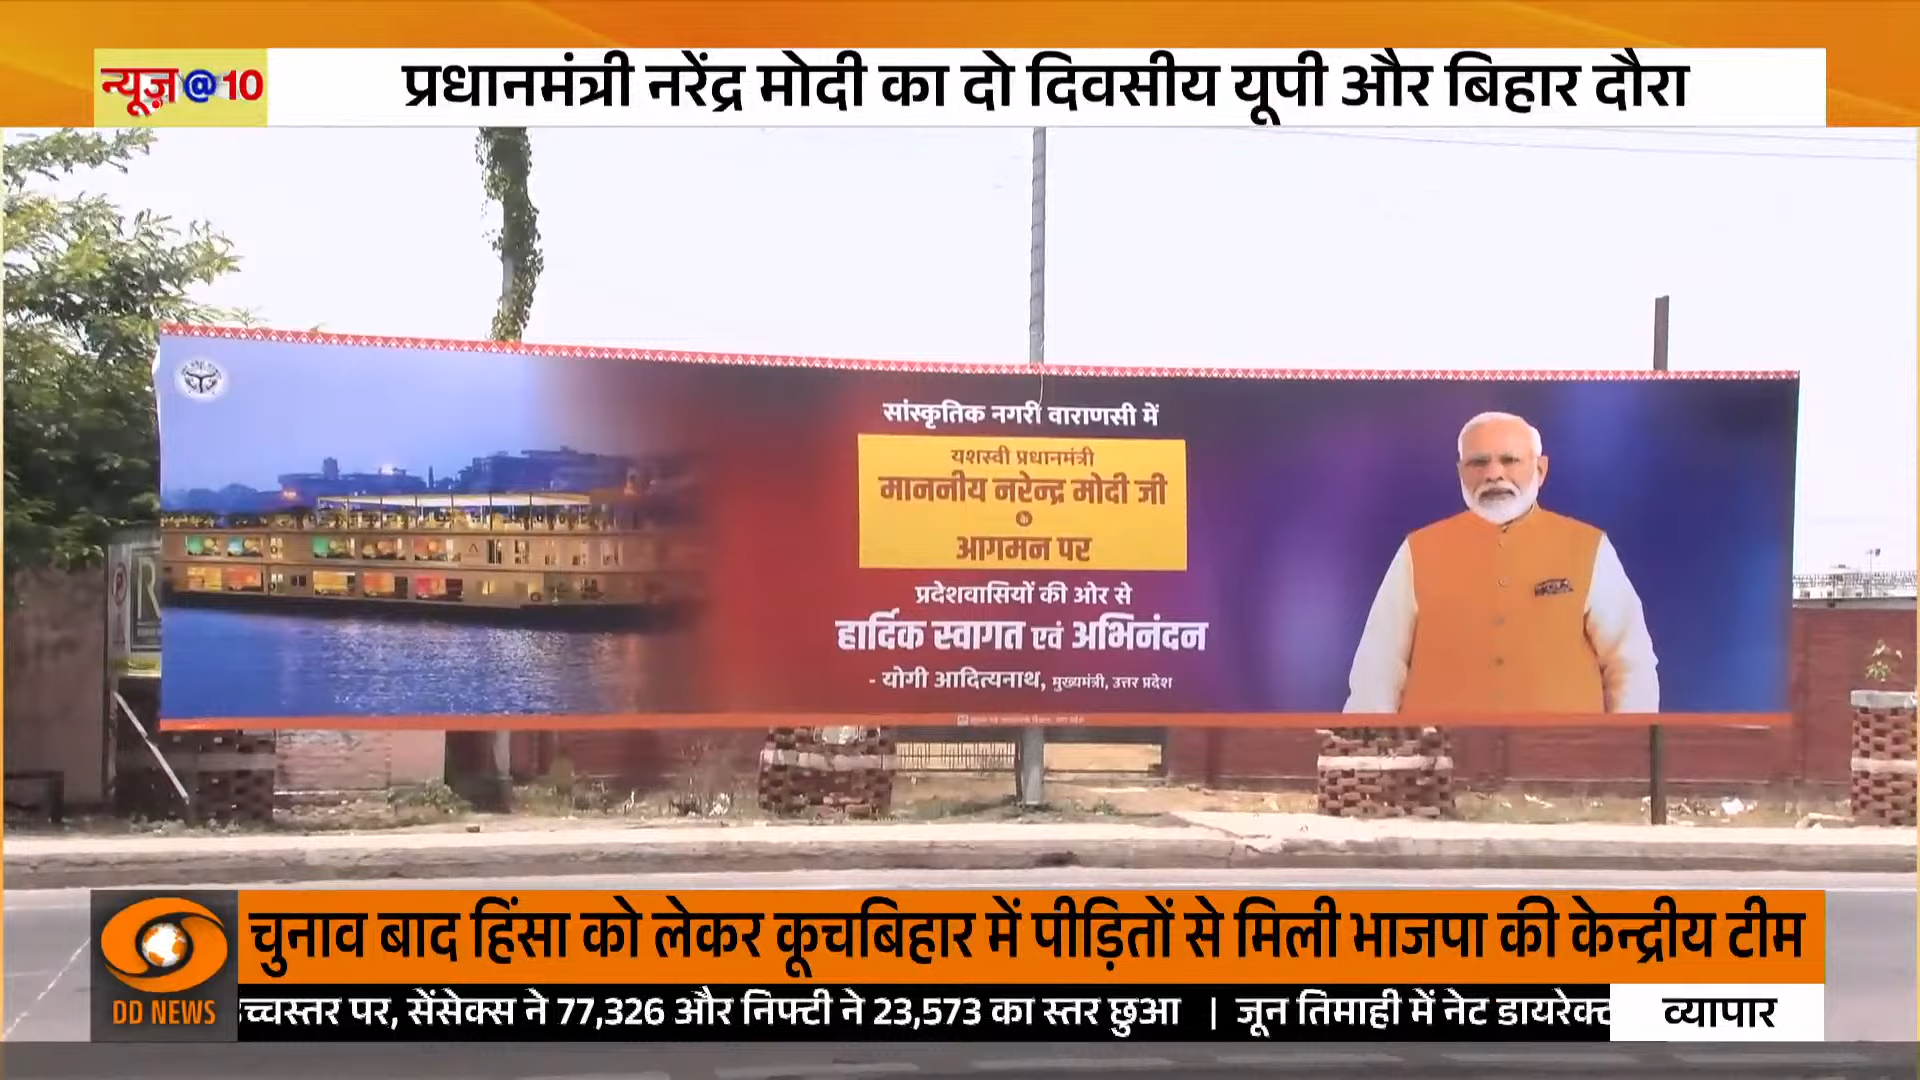 न्यूज़@10
प्रधानमंत्री नरेंद्र मोदी का दो दिवसीय यूपी और बिहार दौरा
सांस्कृतिक नगरी वाराणसी में
यशस्वी प्रधानमंत्री
माननीय नरेन्द्र मोदी जी
के
आगमन पर
प्रदेशवासियों की ओर से
हार्दिक स्वागत एवं अभिनंदन
- योगी आदित्यनाथ, मुख्यमंत्री, उत्तर प्रदेश
चुनाव बाद हिंसा को लेकर कूचबिहार में पीड़ितों से मिली भाजपा की केन्द्रीय टीम
DD NEWS
च्चस्तर पर, सेंसेक्स ने 77,326 और निफ्टी ने 23,573 का स्तर छुआ | जून तिमाही में नेट डायरेक्ट
व्यापार